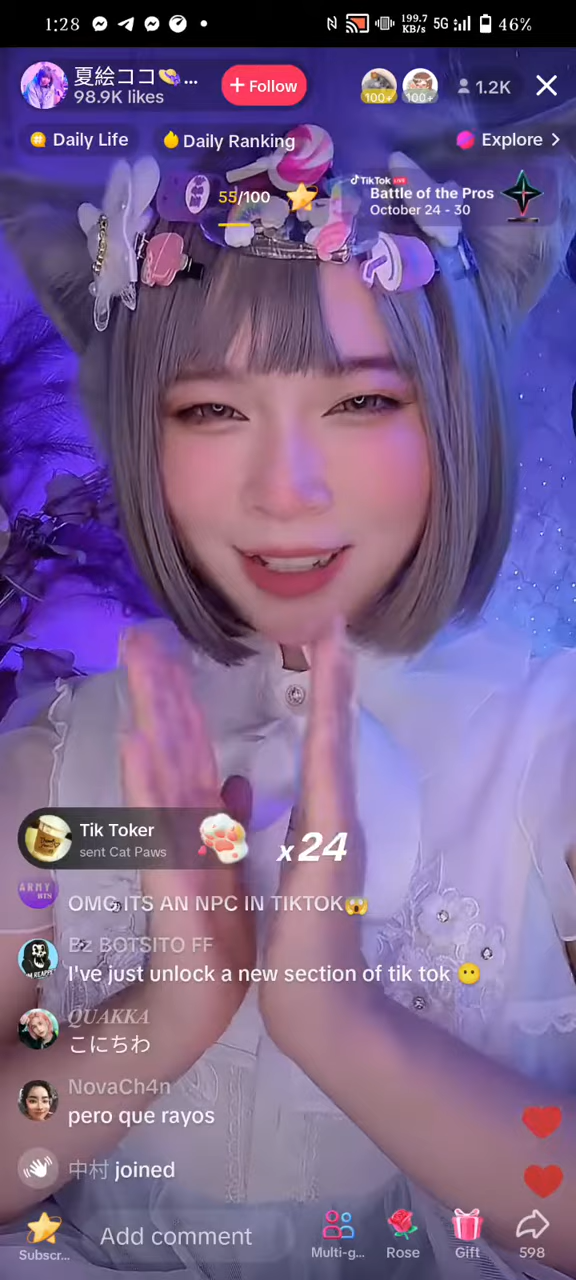 1:28
199.7
KB/s
5G
46%
夏絵ココ👒...
98.9K likes
+ Follow
100+
100+
1.2K
Daily Life
Daily Ranking
Explore >
55/100
TikTok LIVE
Battle of the Pros
October 24 - 30
Tik Toker
sent Cat Paws
x24
ARMY
BTS
OMG ITS AN NPC IN TIKTOK😱
Bz BOTSITO FF
I've just unlock a new section of tik tok 😶
QUAKKA
こにちわ
NovaCh4n
pero que rayos
中村 joined
Subscr...
Add comment
Multi-g...
Rose
Gift
598